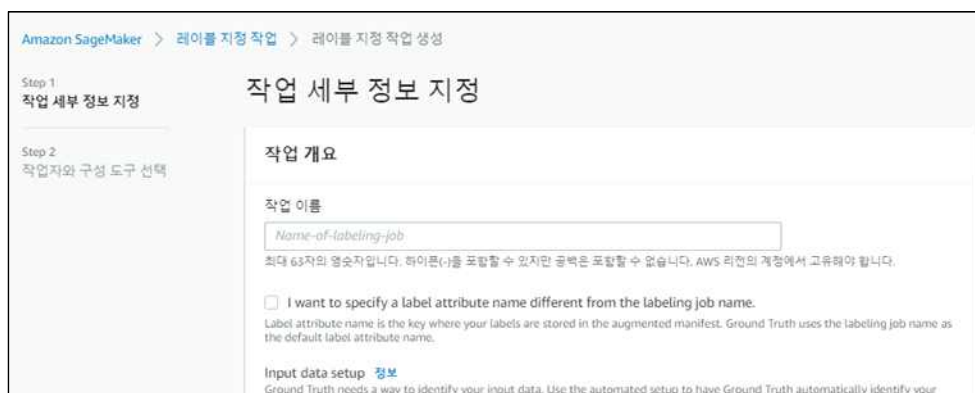 Amazon SageMaker > 레이블 지정 작업 > 레이블 지정 작업 생성
Step 1
작업 세부 정보 지정
Step 2
작업자와 구성 도구 선택
작업 세부 정보 지정
작업 개요
작업 이름
Name-of-labeling-job
최대 63자의 영숫자입니다. 하이픈(-)을 포함할 수 있지만 공백은 포함할 수 없습니다. AWS 리전의 계정에서 고유해야 합니다.
I want to specify a label attribute name different from the labeling job name.
Label attribute name is the key where your labels are stored in the augmented manifest. Ground Truth uses the labeling job name as
the default label attribute name.
Input data setup 정보
Ground Truth needs a way to identify your input data. Use the automated setup to have Ground Truth automatically identify your